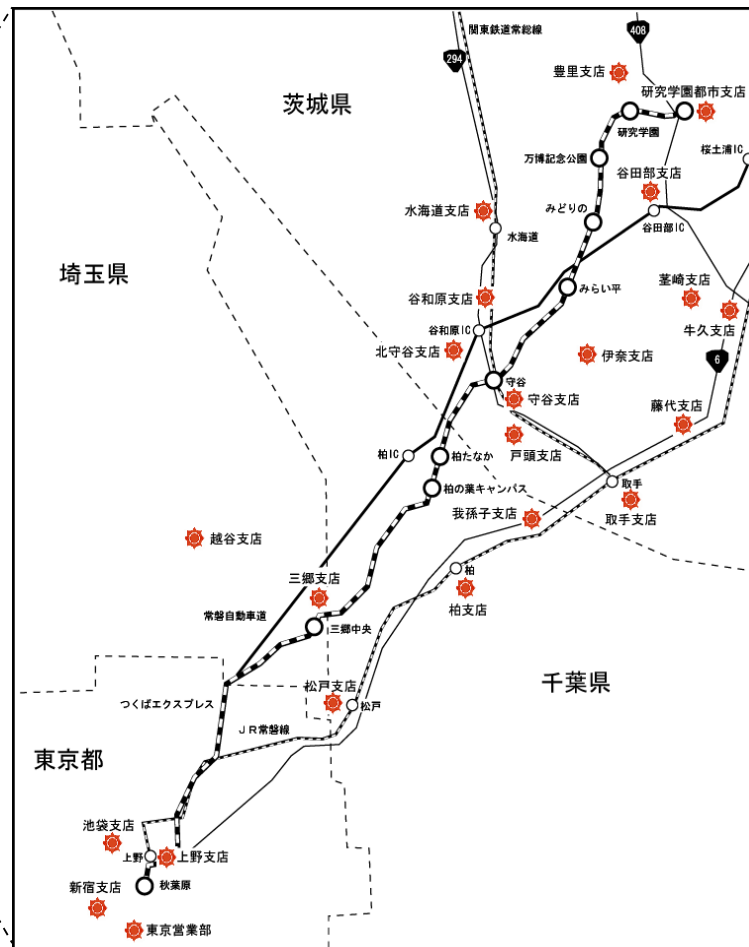 関東鉄道常総線
408
294
豊里支店
研究学園都市支店
茨城県
研究学園
桜土浦IC
万博記念公園
谷田部支店
水海道支店
みどりの
谷田部IC
水海道
埼玉県
茎崎支店
みらい平
谷和原支店
牛久支店
谷和原IC
北守谷支店
伊奈支店
6
守谷
守谷支店
藤代支店
戸頭支店
柏IC
柏たなか
取手
柏の葉キャンパス
我孫子支店
取手支店
越谷支店
柏
三郷支店
柏支店
常磐自動車道
三郷中央
千葉県
松戸支店
つくばエクスプレス
松戸
JR常磐線
東京都
池袋支店
上野
上野支店
新宿支店
秋葉原
東京営業部